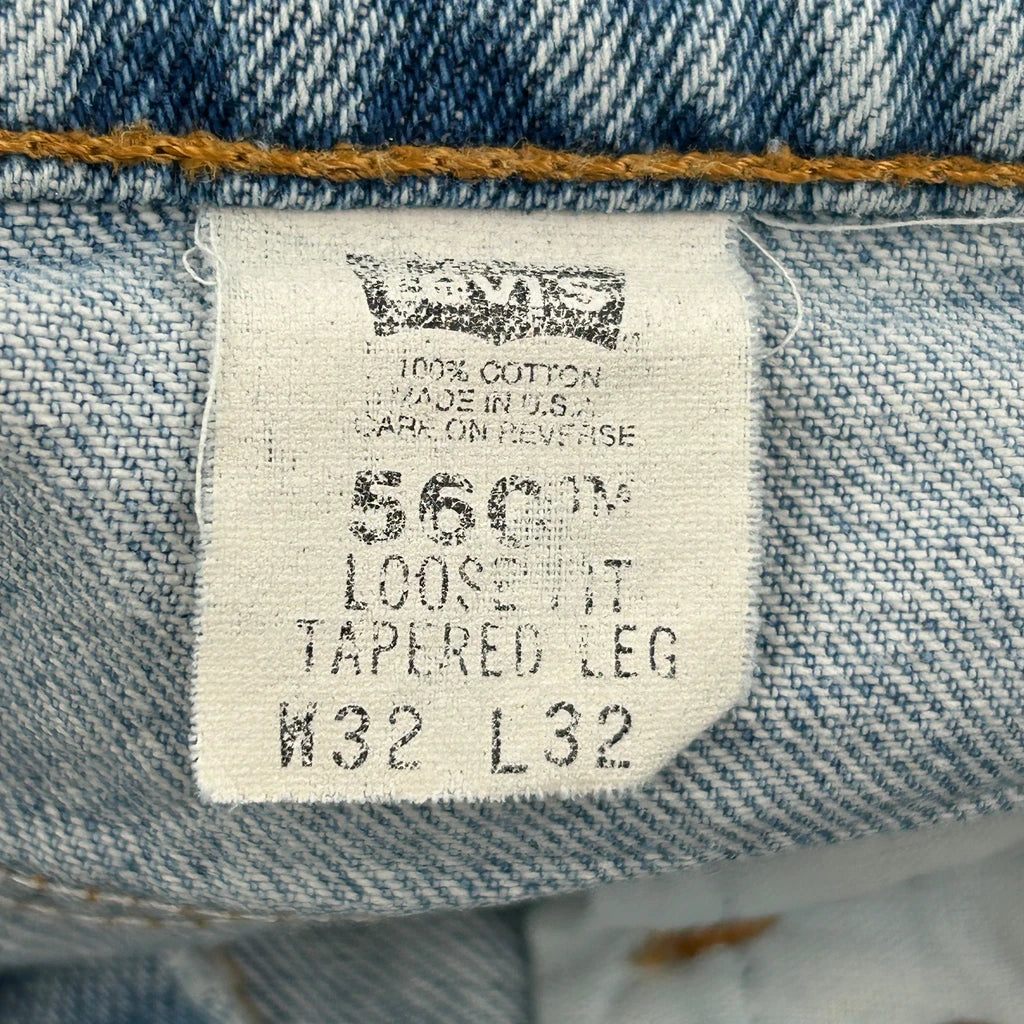 Levi's
100% COTTON
MADE IN U.S.A.
CARE ON REVERSE
560™
LOOSE FIT
TAPERED LEG
W32 L32